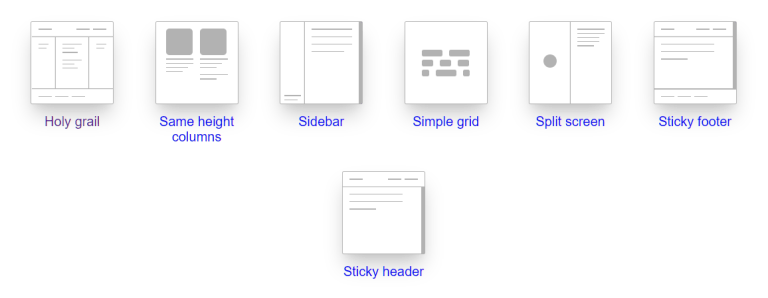 Holy grail
Same height
columns
Sidebar
Simple grid
Split screen
Sticky footer
Sticky header